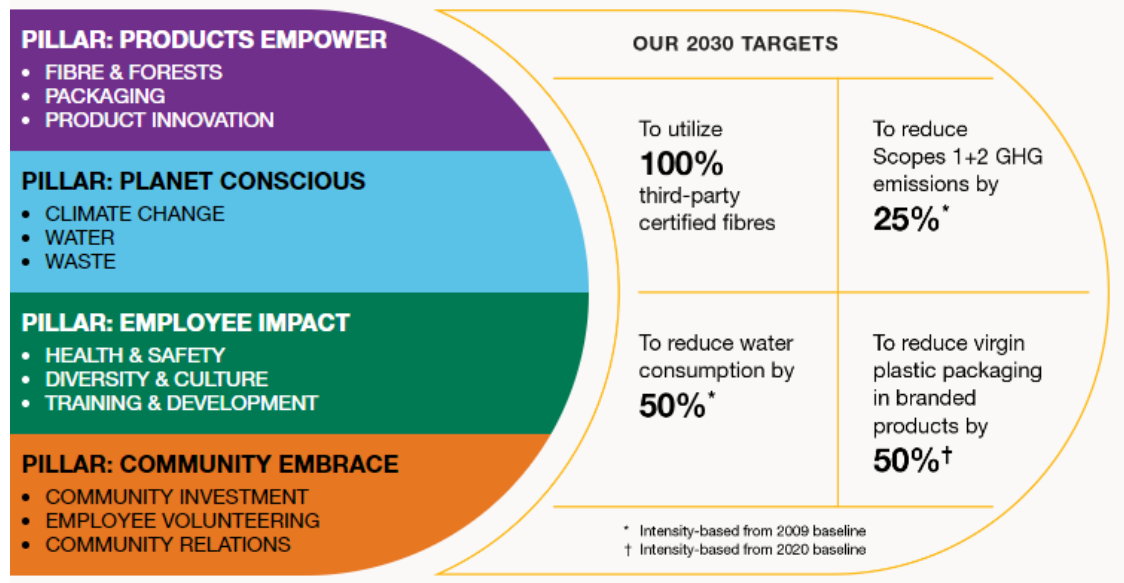 PILLAR: PRODUCTS EMPOWER
• FIBRE & FORESTS
• PACKAGING
• PRODUCT INNOVATION
PILLAR: PLANET CONSCIOUS
• CLIMATE CHANGE
• WATER
• WASTE
PILLAR: EMPLOYEE IMPACT
• HEALTH & SAFETY
• DIVERSITY & CULTURE
• TRAINING & DEVELOPMENT
PILLAR: COMMUNITY EMBRACE
• COMMUNITY INVESTMENT
• EMPLOYEE VOLUNTEERING
• COMMUNITY RELATIONS
OUR 2030 TARGETS
To utilize
100%
third-party
certified fibres
To reduce
Scopes 1+2 GHG
emissions by
25%*
To reduce water
consumption by
50%*
To reduce virgin
plastic packaging
in branded
products by
50%†
* Intensity-based from 2009 baseline
† Intensity-based from 2020 baseline